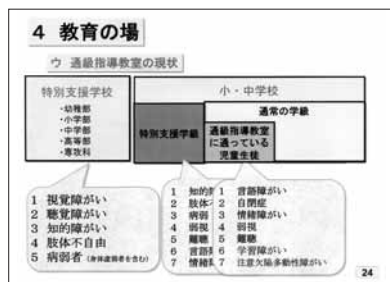 4 教育の場
ウ 通級指導教室の現状
特別支援学校
・幼稚部
・小学部
・中学部
・高等部
・専攻科
小・中学校
通常の学級
特別支援学級
通級指導教室
に通っている
児童生徒
1 視覚障がい
2 聴覚障がい
3 知的障がい
4 肢体不自由
5 病弱者（身体虚弱者を含む）
1 知的
2 肢体
3 病弱
4 弱視
5 難聴
6 言語
7 情緒
1 言語障がい
2 自閉症
3 情緒障がい
4 弱視
5 難聴
6 学習障がい
7 注意欠陥多動性障がい
24